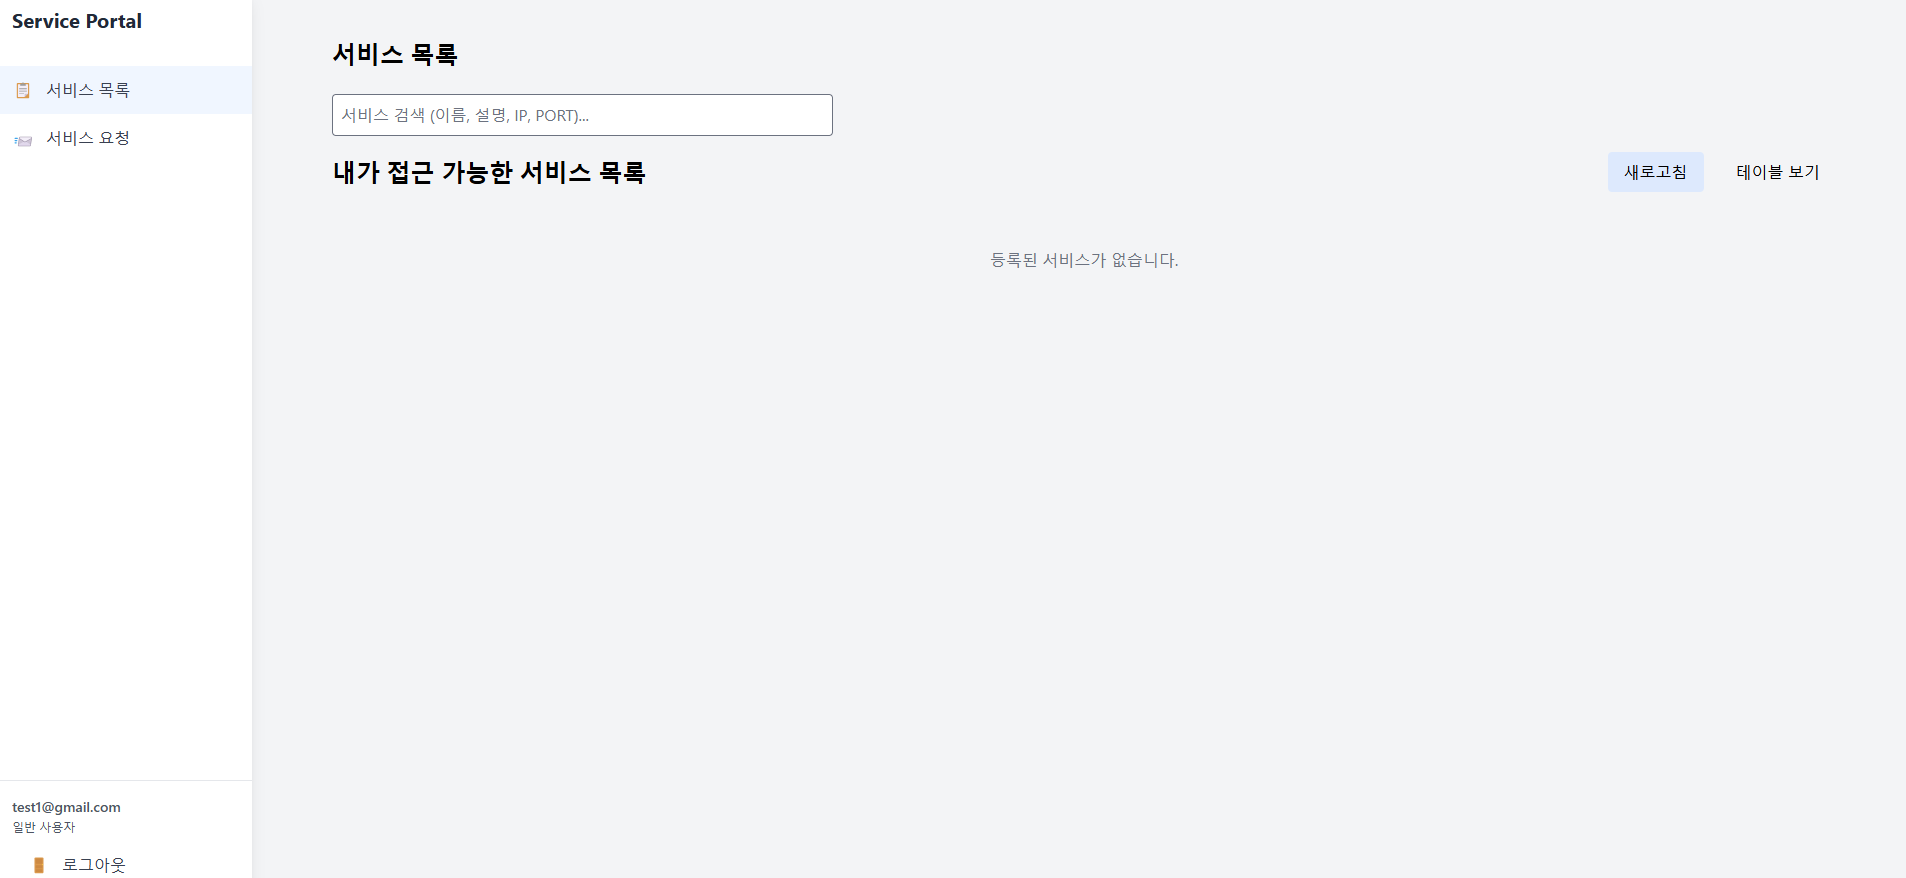 Service Portal
서비스 목록
서비스 요청
서비스 목록
서비스 검색 (이름, 설명, IP, PORT)...
내가 접근 가능한 서비스 목록
새로고침
테이블 보기
등록된 서비스가 없습니다.
test1@gmail.com
일반 사용자
로그아웃